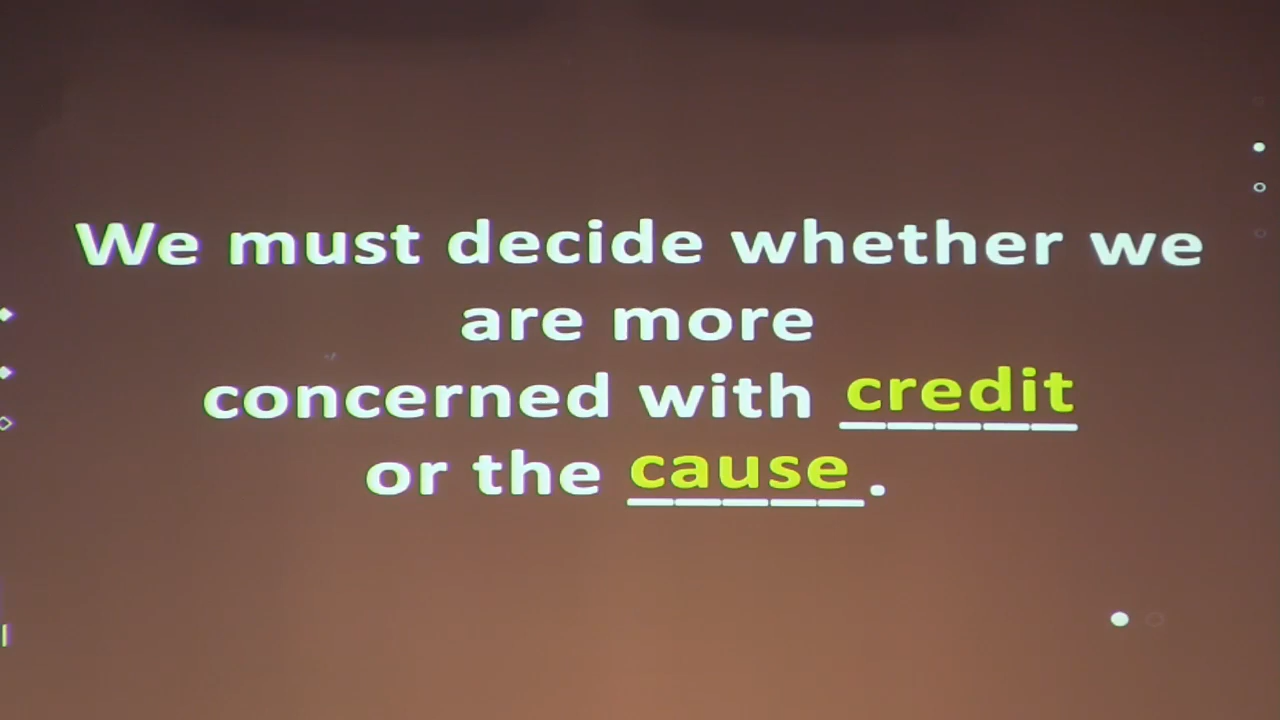 We must decide whether we
are more
concerned with credit
or the cause.